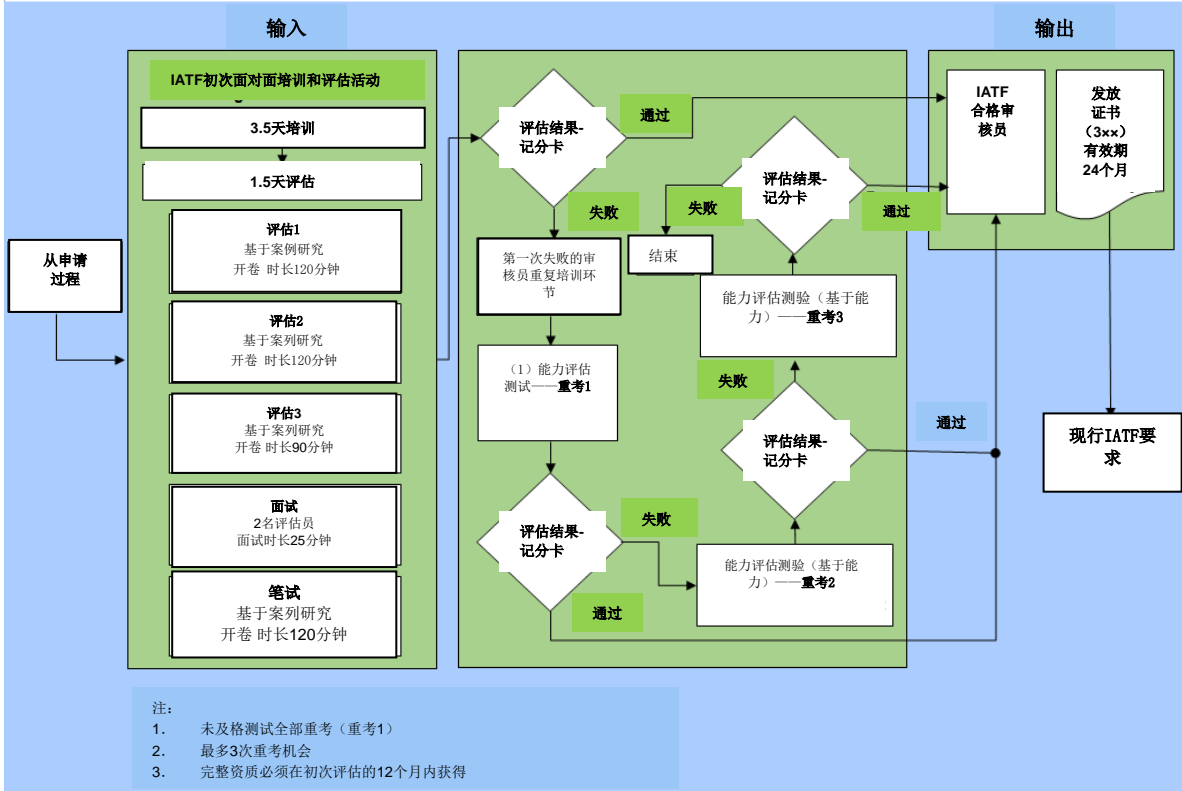 输入
输出
IATF初次面对面培训和评估活动
3.5天培训
1.5天评估
评估1
基于案例研究
开卷 时长120分钟
评估2
基于案列研究
开卷 时长120分钟
评估3
基于案列研究
开卷 时长90分钟
面试
2名评估员
面试时长25分钟
笔试
基于案列研究
开卷 时长120分钟
从申请
过程
评估结果-
记分卡
通过
失败
第一次失败的审
核员重复培训环
节
（1）能力评估
测试——重考1
评估结果-
记分卡
失败
通过
能力评估测验（基于能
力）——重考2
评估结果-
记分卡
失败
通过
能力评估测验（基于能
力）——重考3
评估结果-
记分卡
失败
通过
结束
IATF
合格审
核员
发放
证书
（3××）
有效期
24个月
现行IATF要
求
注：
1. 未及格测试全部重考（重考1）
2. 最多3次重考机会
3. 完整资质必须在初次评估的12个月内获得